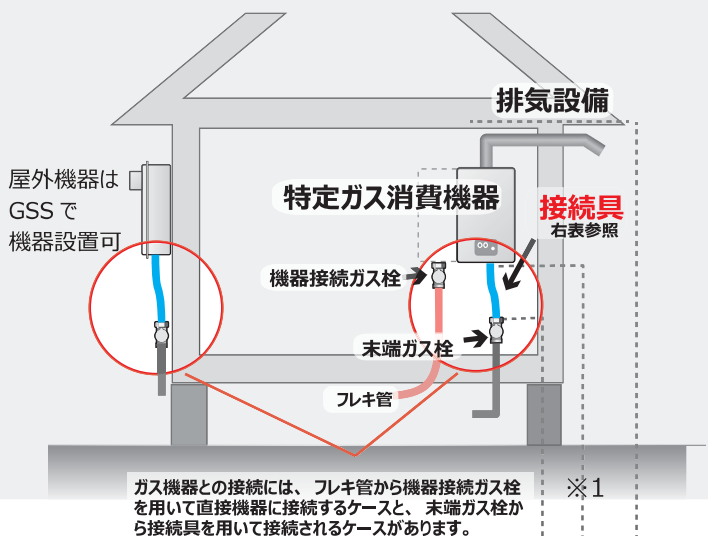 排気設備
屋外機器は
GSSで
機器設置可
特定ガス消費機器
接続具
右表参照
機器接続ガス栓
末端ガス栓
フレキ管
ガス機器との接続には、フレキ管から機器接続ガス栓
を用いて直接機器に接続するケースと、末端ガス栓か
ら接続具を用いて接続されるケースがあります。
※1